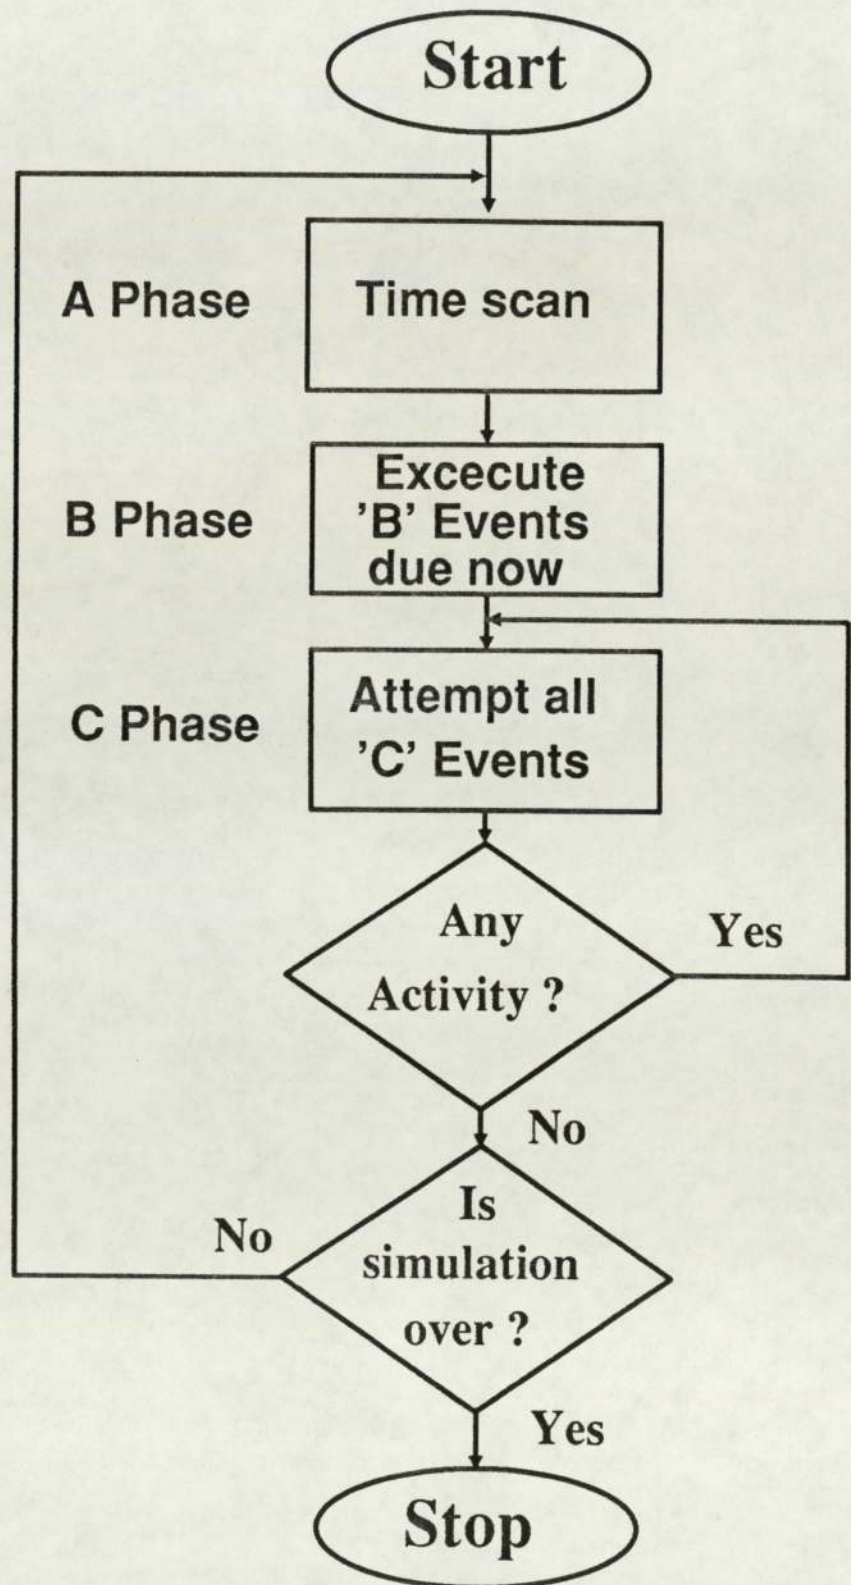 Start
A Phase
Time scan
B Phase
Excecute
'B' Events
due now
C Phase
Attempt all
'C' Events
Any
Activity ?
Yes
No
Is
simulation
over ?
No
Yes
Stop